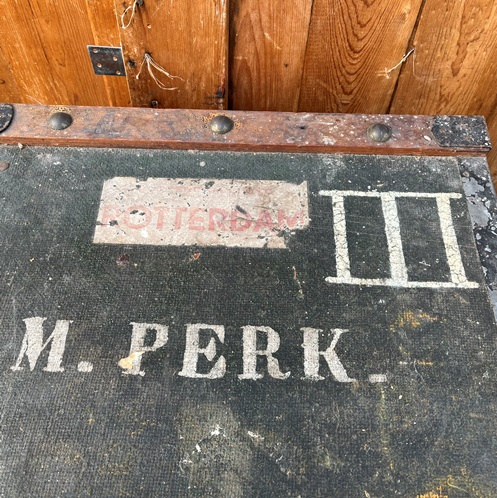 ROTTERDAM
III
M. PERK.